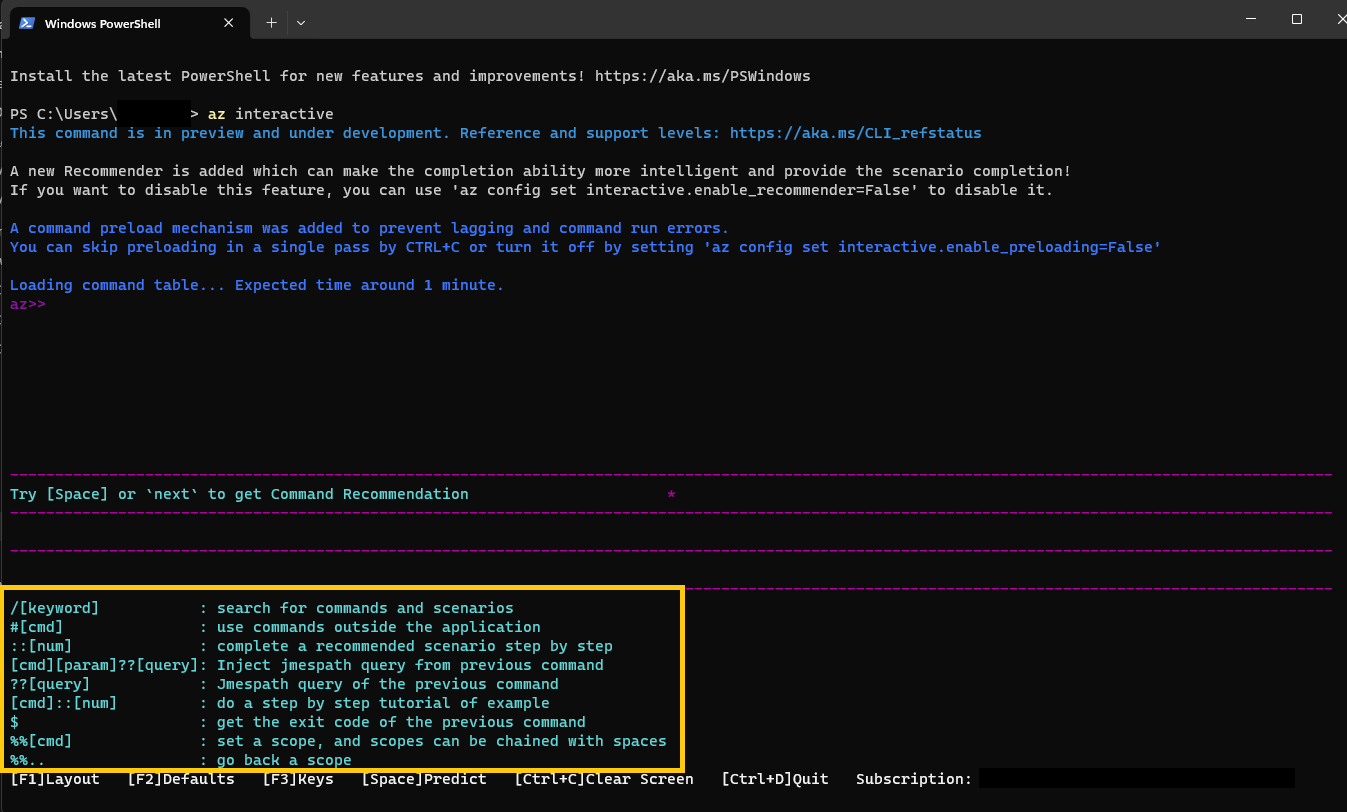 Windows PowerShell
Install the latest PowerShell for new features and improvements! https://aka.ms/PSWindows
PS C:\Users\ > az interactive
This command is in preview and under development. Reference and support levels: https://aka.ms/CLI_refstatus
A new Recommender is added which can make the completion ability more intelligent and provide the scenario completion!
If you want to disable this feature, you can use 'az config set interactive.enable_recommender=False' to disable it.
A command preload mechanism was added to prevent lagging and command run errors.
You can skip preloading in a single pass by CTRL+C or turn it off by setting 'az config set interactive.enable_preloading=False'
Loading command table... Expected time around 1 minute.
az>>
Try [Space] or `next` to get Command Recommendation *
/[keyword] : search for commands and scenarios
#[cmd] : use commands outside the application
::[num] : complete a recommended scenario step by step
[cmd][param]??[query]: Inject jmespath query from previous command
??[query] : Jmespath query of the previous command
[cmd]::[num] : do a step by step tutorial of example
$ : get the exit code of the previous command
%%[cmd] : set a scope, and scopes can be chained with spaces
%%.. : go back a scope
[F1]Layout [F2]Defaults [F3]Keys [Space]Predict [Ctrl+C]Clear Screen [Ctrl+D]Quit Subscription: